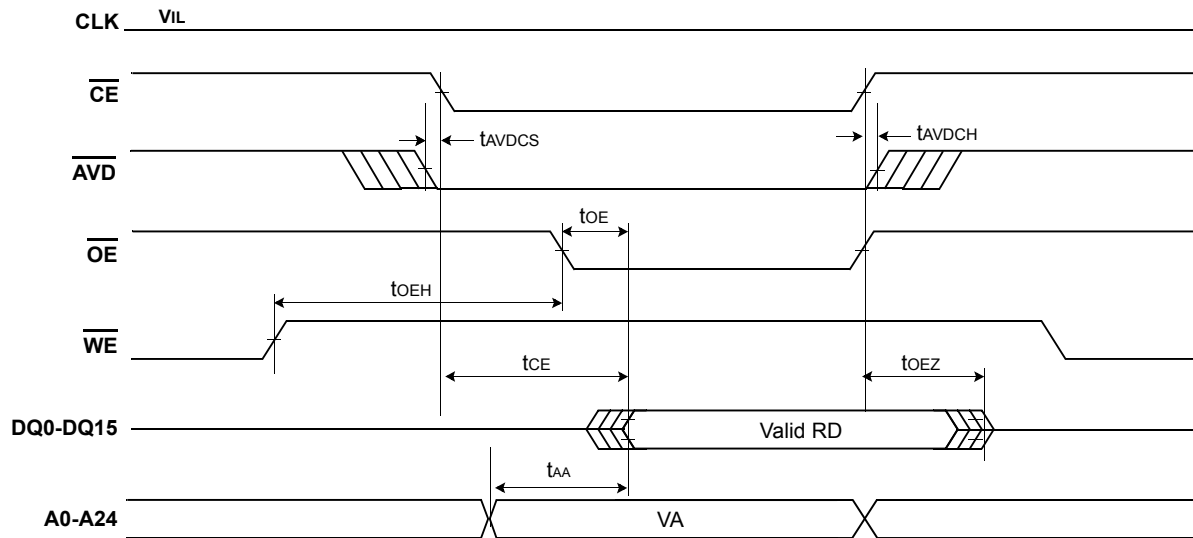 CLK VIL
CE
tAVDCS tAVDCH
AVD
tOE
OE
tOEH
WE
tCE tOEZ
DQ0-DQ15 Valid RD
tAA
A0-A24 VA